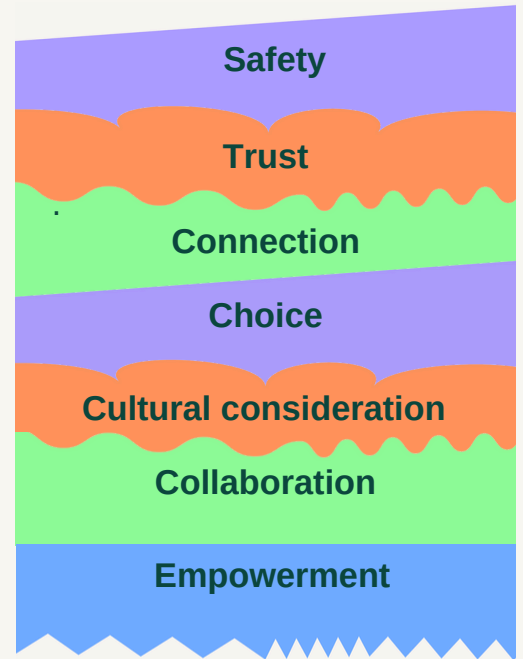 Safety
Trust
.
Connection
Choice
Cultural consideration
Collaboration
Empowerment